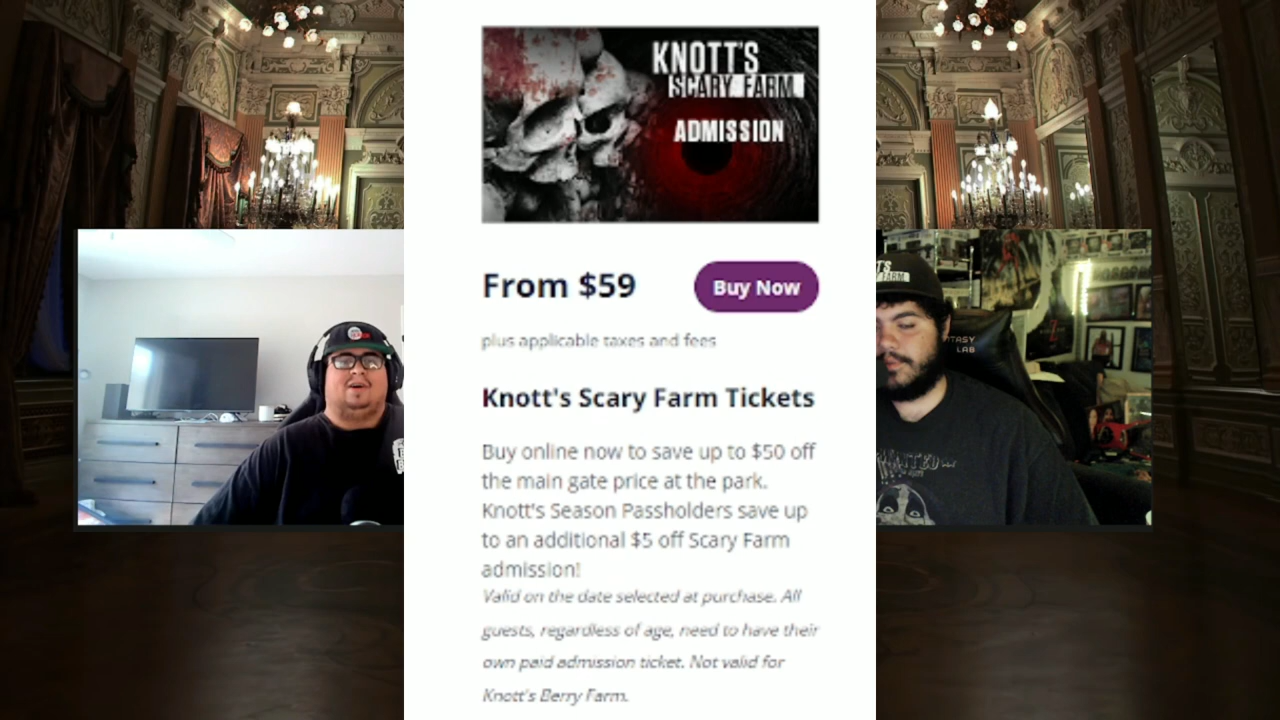 KNOTT'S
SCARY FARM
ADMISSION
From $59
Buy Now
plus applicable taxes and fees
Knott's Scary Farm Tickets
Buy online now to save up to $50 off
the main gate price at the park.
Knott's Season Passholders save up
to an additional $5 off Scary Farm
admission!
Valid on the date selected at purchase. All
guests, regardless of age, need to have their
own paid admission ticket. Not valid for
Knott's Berry Farm.
LAB